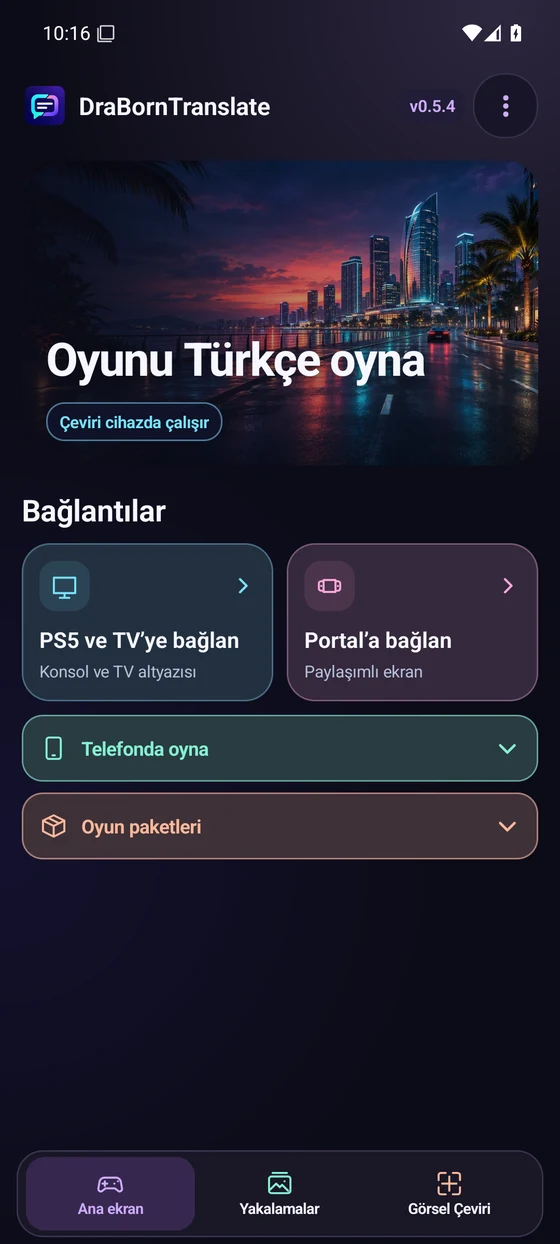 10:16
DraBornTranslate
v0.5.4
Oyunu Türkçe oyna
Çeviri cihazda çalışır
Bağlantılar
PS5 ve TV’ye bağlan
Konsol ve TV altyazısı
Portal’a bağlan
Paylaşımlı ekran
Telefonda oyna
Oyun paketleri
Ana ekran
Yakalamalar
Görsel Çeviri